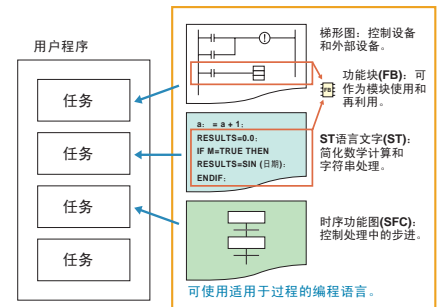 用户程序
任务
任务
任务
任务
梯形图：控制设备
和外部设备。
FB
功能块(FB)：可
作为模块使用和
再利用。
a： = a + 1；
RESULTS=0.0；
IF M=TRUE THEN
RESULTS=SIN (日期)；
ENDIF；
ST语言文字(ST)：
简化数学计算和
字符串处理。
时序功能图(SFC)：
控制处理中的步进。
可使用适用于过程的编程语言。